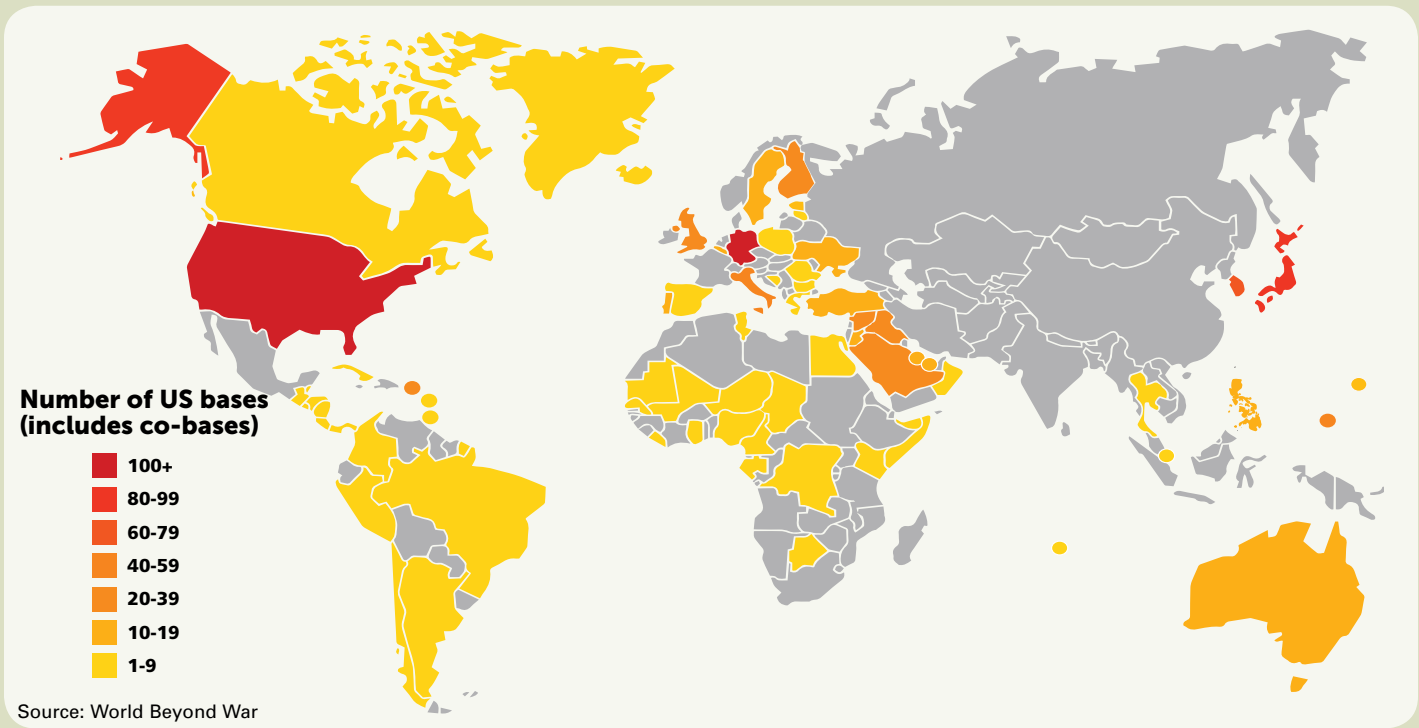 Number of US bases
(includes co-bases)
100+
80-99
60-79
40-59
20-39
10-19
1-9
Source: World Beyond War